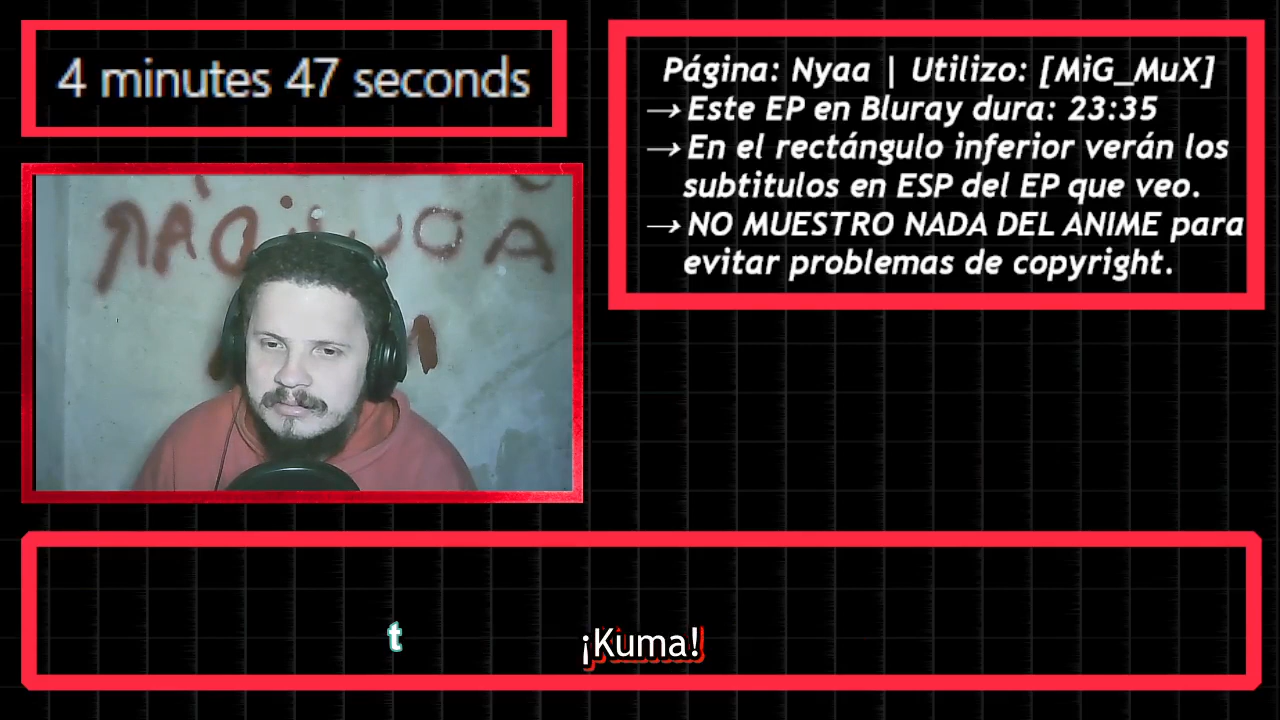 4 minutes 47 seconds
Página: Nyaa | Utilizo: [MiG_MuX]
→ Este EP en Bluray dura: 23:35
→ En el rectángulo inferior verán los
subtitulos en ESP del EP que veo.
→ NO MUESTRO NADA DEL ANIME para
evitar problemas de copyright.
t
¡Kuma!